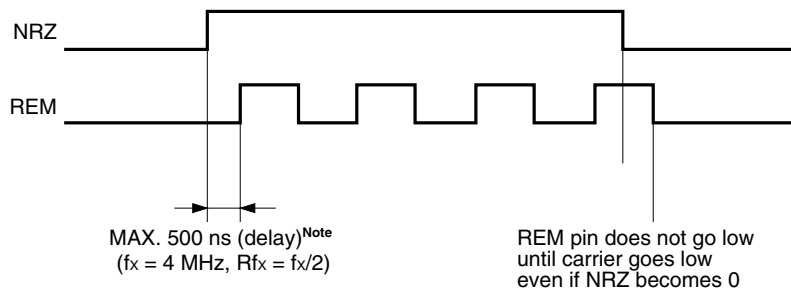 NRZ
REM
MAX. 500 ns (delay)Note
(fx = 4 MHz, Rfx = fx/2)
REM pin does not go low
until carrier goes low
even if NRZ becomes 0